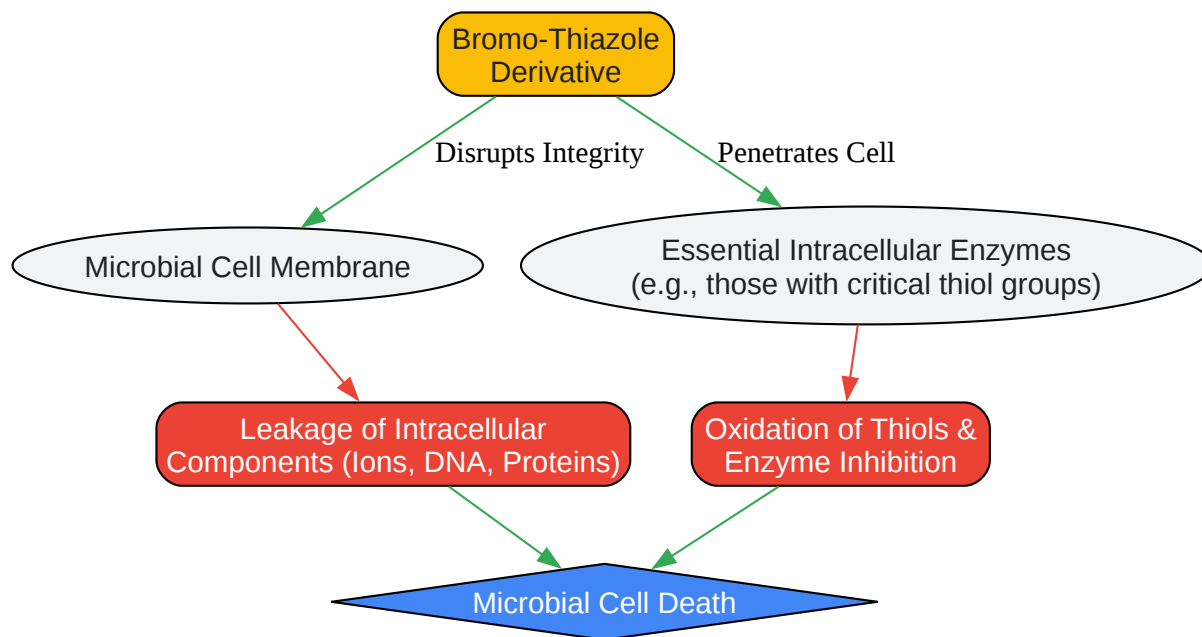 Bromo-Thiazole
Derivative
Disrupts Integrity
Penetrates Cell
Microbial Cell Membrane
Essential Intracellular Enzymes
(e.g., those with critical thiol groups)
Leakage of Intracellular
Components (Ions, DNA, Proteins)
Oxidation of Thiols &
Enzyme Inhibition
Microbial Cell Death